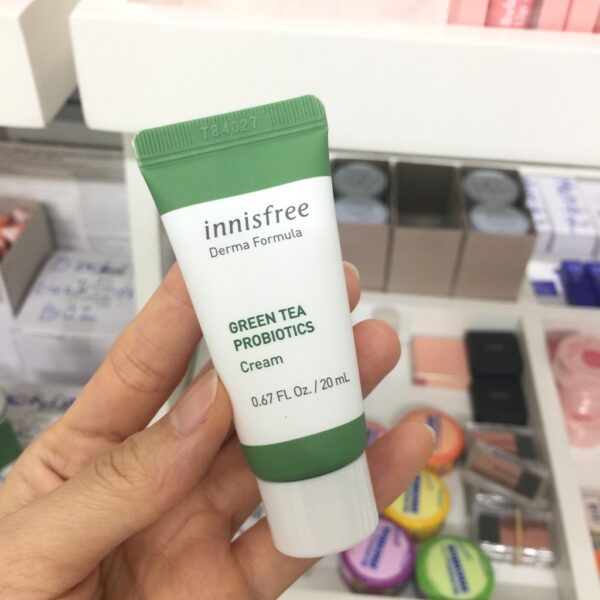 T84027
innisfree
Derma Formula
GREEN TEA
PROBIOTICS
Cream
0.67 FL. Oz. / 20 mL